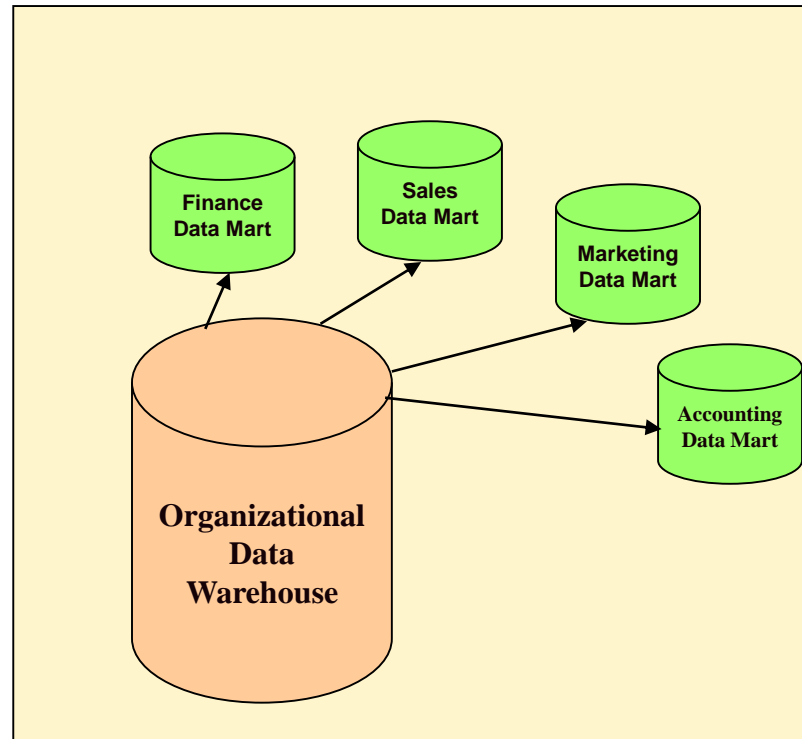 Finance
Data Mart
Sales
Data Mart
Marketing
Data Mart
Accounting
Data Mart
Organizational
Data
Warehouse